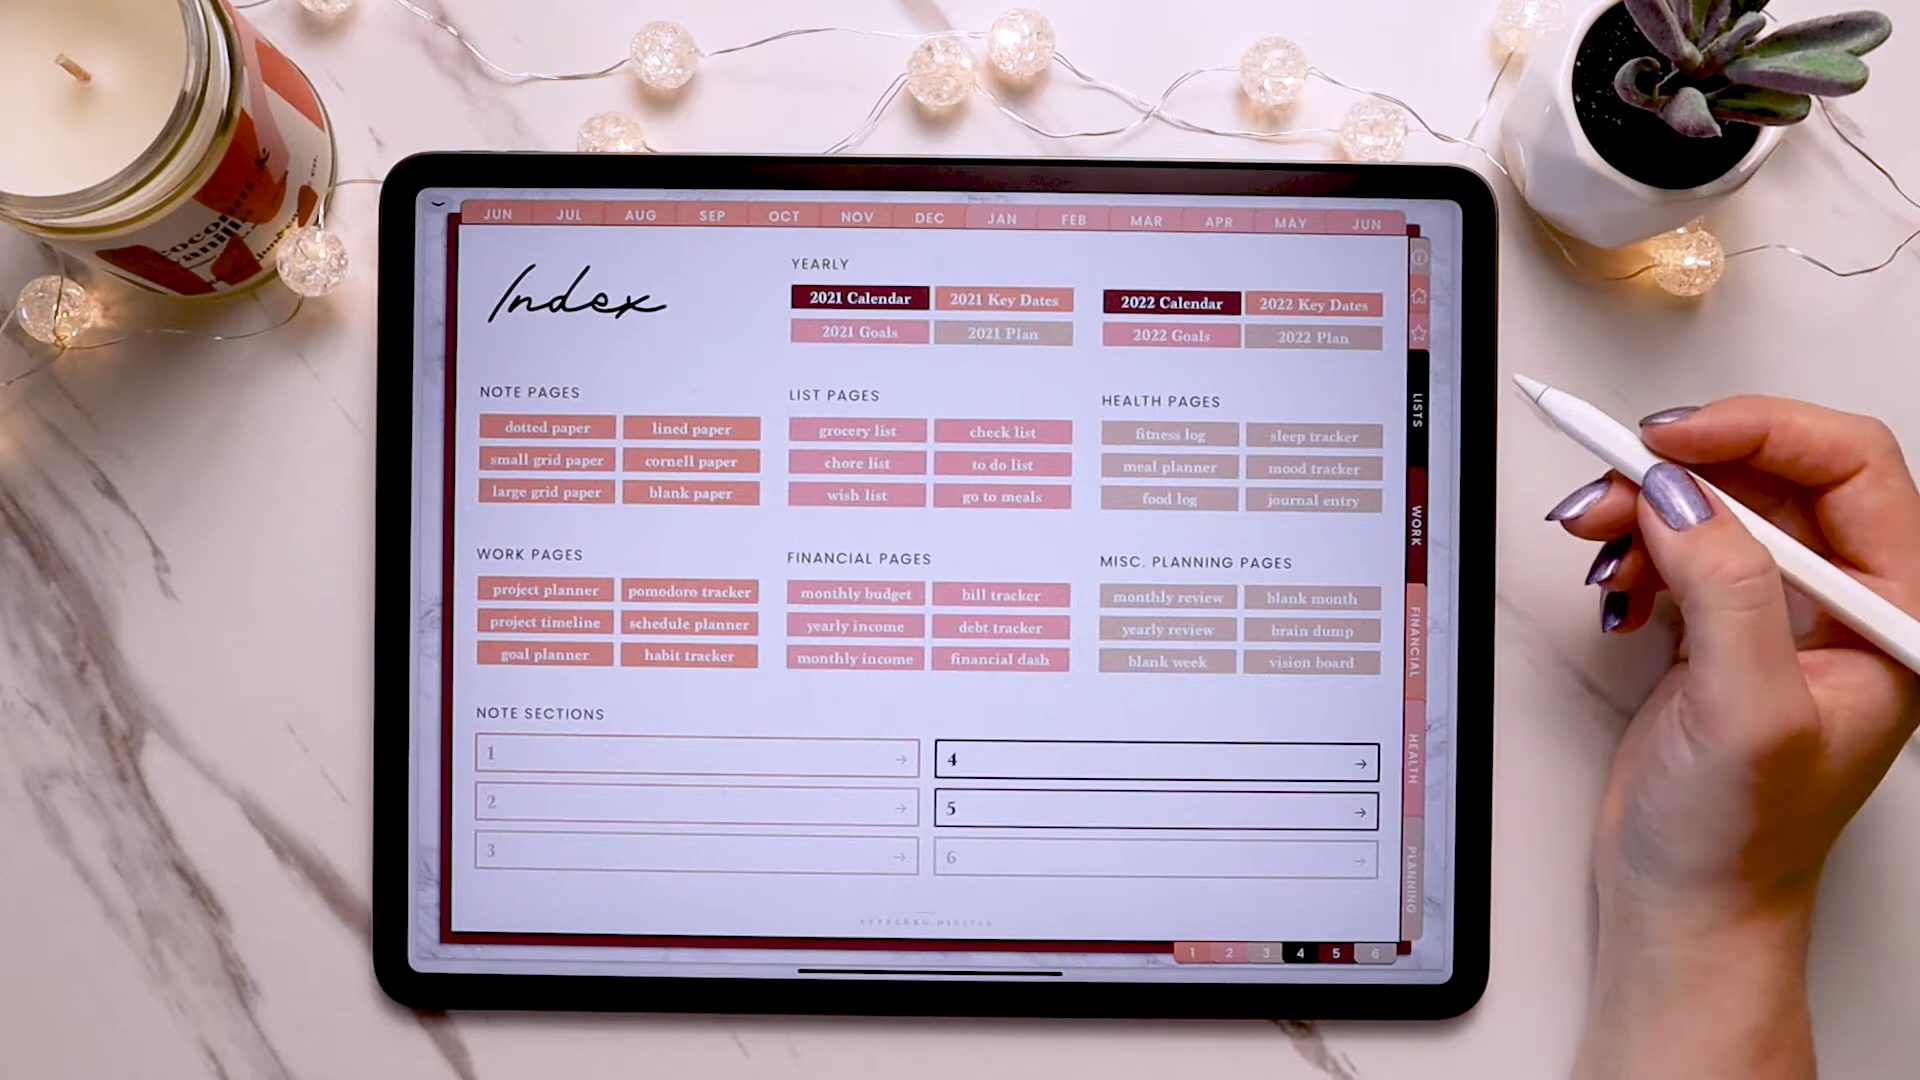 coconut &
vanilla
JUN JUL AUG SEP OCT NOV DEC JAN FEB MAR APR MAY JUN
Index
YEARLY
2021 Calendar 2021 Key Dates 2022 Calendar 2022 Key Dates
2021 Goals 2021 Plan 2022 Goals 2022 Plan
NOTE PAGES
dotted paper lined paper
small grid paper cornell paper
large grid paper blank paper
LIST PAGES
grocery list check list
chore list to do list
wish list go to meals
HEALTH PAGES
fitness log sleep tracker
meal planner mood tracker
food log journal entry
WORK PAGES
project planner pomodoro tracker
project timeline schedule planner
goal planner habit tracker
FINANCIAL PAGES
monthly budget bill tracker
yearly income debt tracker
monthly income financial dash
MISC. PLANNING PAGES
monthly review blank month
yearly review brain dump
blank week vision board
NOTE SECTIONS
1 → 4 →
2 → 5 →
3 → 6 →
DIGITAL
LISTS
WORK
FINANCIAL
HEALTH
PLANNING
1 2 3 4 5 6